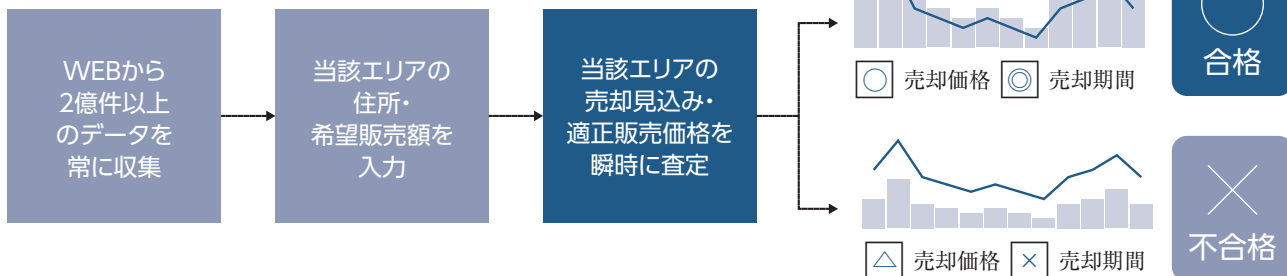 WEBから
2億件以上
のデータを
常に収集
当該エリアの
住所・
希望販売額を
入力
当該エリアの
売却見込み・
適正販売価格を
瞬時に査定
○ 売却価格 ◎ 売却期間
合格
△ 売却価格 × 売却期間
不合格